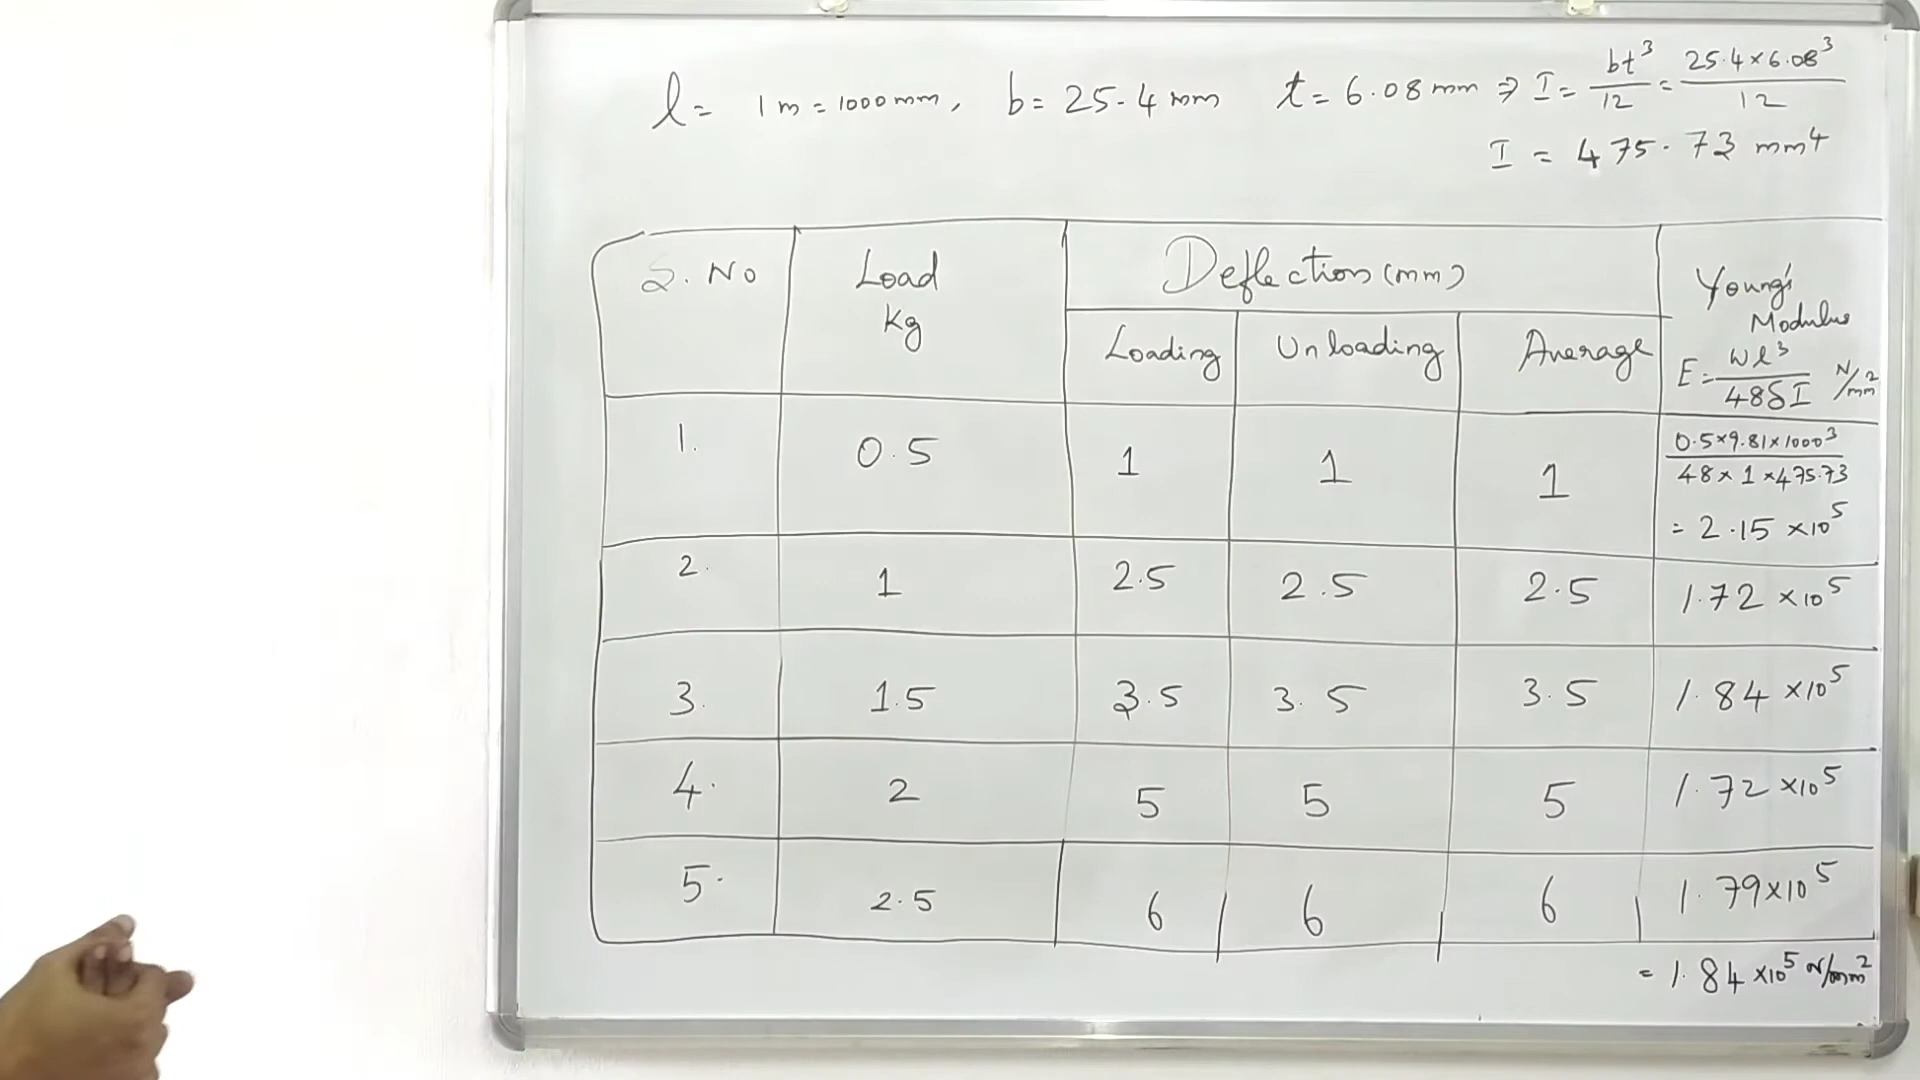 l = 1 m = 1000 mm, b = 25.4 mm t = 6.08 mm ⇒ I = bt³/12 = 25.4×6.08³/12
I = 475.73 mm⁴
S. No Load Kg Deflection (mm) Young's Modulus
Loading Unloading Average E = Wl³/48δI N/mm²
1. 0.5 1 1 1 0.5×9.81×1000³/48×1×475.73
= 2.15 ×10⁵
2. 1 2.5 2.5 2.5 1.72 ×10⁵
3. 1.5 3.5 3.5 3.5 1.84 ×10⁵
4. 2 5 5 5 1.72 ×10⁵
5. 2.5 6 6 6 1.79×10⁵
= 1.84 ×10⁵ N/mm²